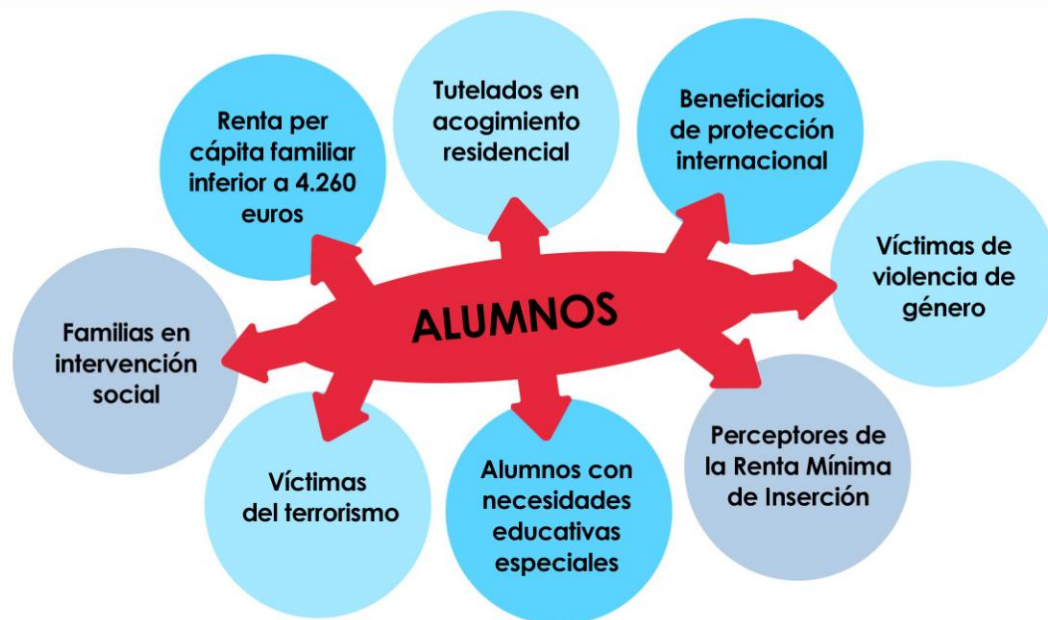 Renta per
cápita familiar
inferior a 4.260
euros
Tutelados en
acogimiento
residencial
Beneficiarios
de protección
internacional
Víctimas de
violencia de
género
Familias en
intervención
social
ALUMNOS
Perceptores de
la Renta Mínima
de Inserción
Víctimas
del terrorismo
Alumnos con
necesidades
educativas
especiales